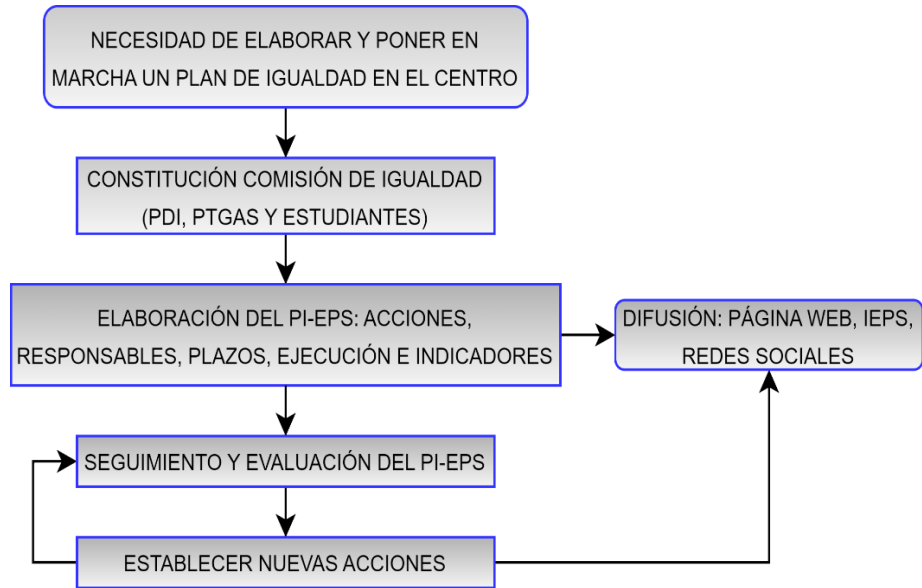 NECESIDAD DE ELABORAR Y PONER EN
MARCHA UN PLAN DE IGUALDAD EN EL CENTRO
CONSTITUCIÓN COMISIÓN DE IGUALDAD
(PDI, PTGAS Y ESTUDIANTES)
ELABORACIÓN DEL PI-EPS: ACCIONES,
RESPONSABLES, PLAZOS, EJECUCIÓN E INDICADORES
DIFUSIÓN: PÁGINA WEB, IEPS,
REDES SOCIALES
SEGUIMIENTO Y EVALUACIÓN DEL PI-EPS
ESTABLECER NUEVAS ACCIONES